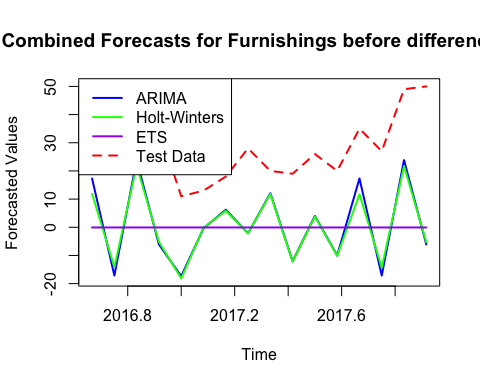 Combined Forecasts for Furnishings before difference
ARIMA
Holt-Winters
ETS
Test Data
Forecasted Values
50
30
10
0
-20
2016.8 2017.2 2017.6
Time